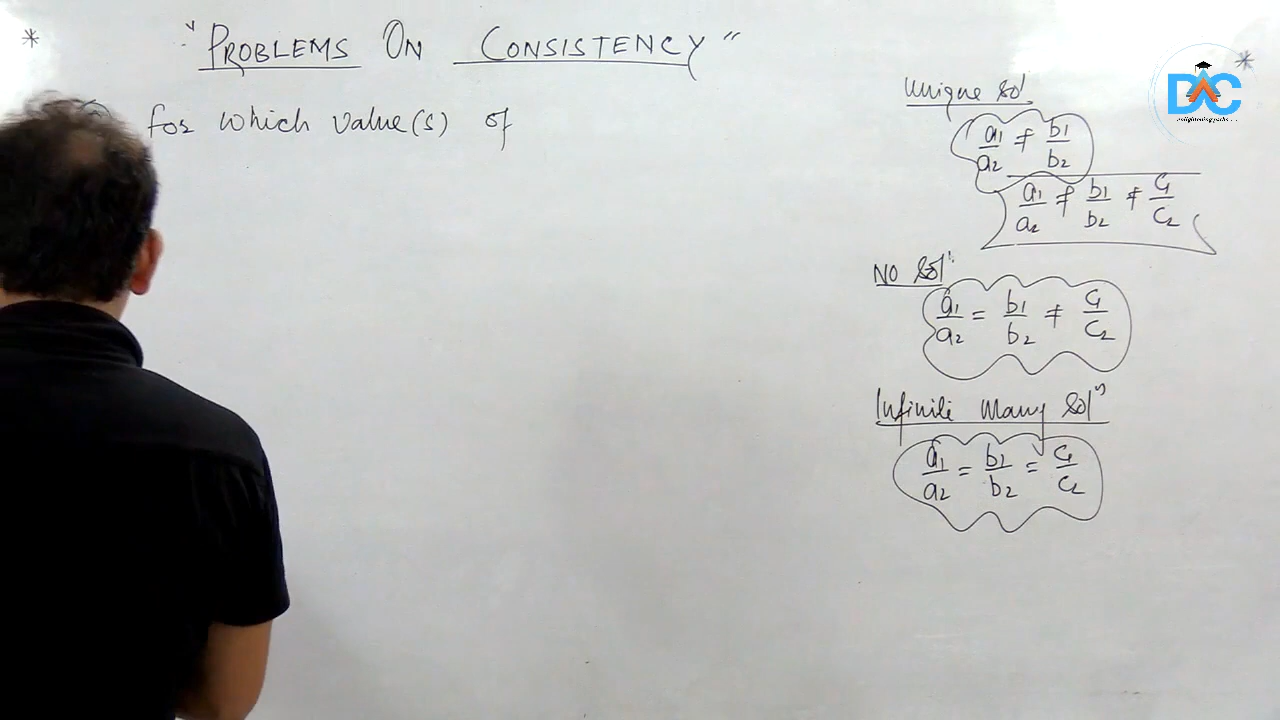 "PROBLEMS ON CONSISTENCY"
for which value(s) of
Unique Sol
a1/a2 ≠ b1/b2
a1/a2 ≠ b1/b2 ≠ c1/c2
NO Sol"
a1/a2 = b1/b2 ≠ c1/c2
Infinite Many Sol"
a1/a2 = b1/b2 = c1/c2
DAC